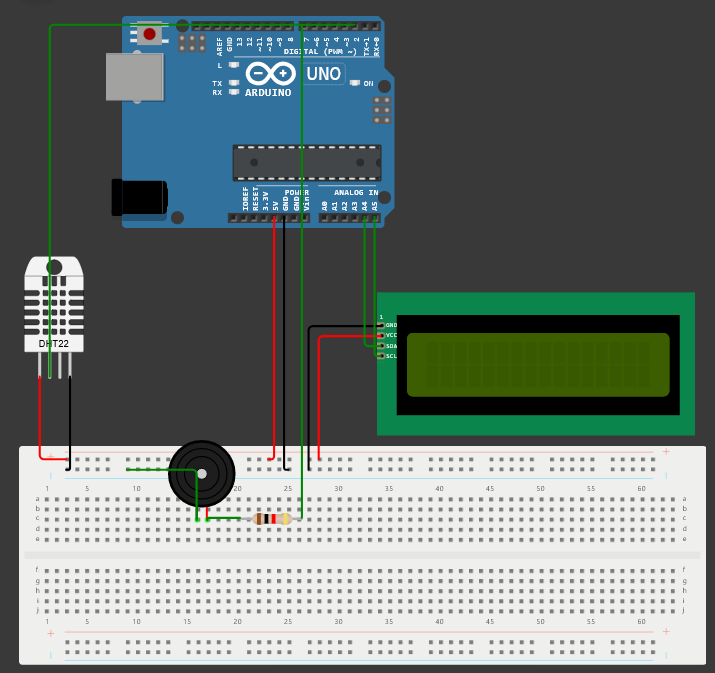 AREF
GND
13
12
~11
~10
~9
8
7
~6
~5
4
~3
2
TX→1
RX←0
DIGITAL (PWM ~)
L
TX
RX
UNO
ON
ARDUINO
POWER
ANALOG IN
IOREF
RESET
3.3V
5V
GND
GND
Vin
A0
A1
A2
A3
A4
A5
DHT22
1
GND
VCC
SDA
SCL
+ +
1 5 15 20 25 30 35 40 45 50 55 60
a a
b b
c c
d d
e e
f f
g g
h h
i i
j j
1 5 10 15 20 25 30 35 40 45 50 55 60
+ +